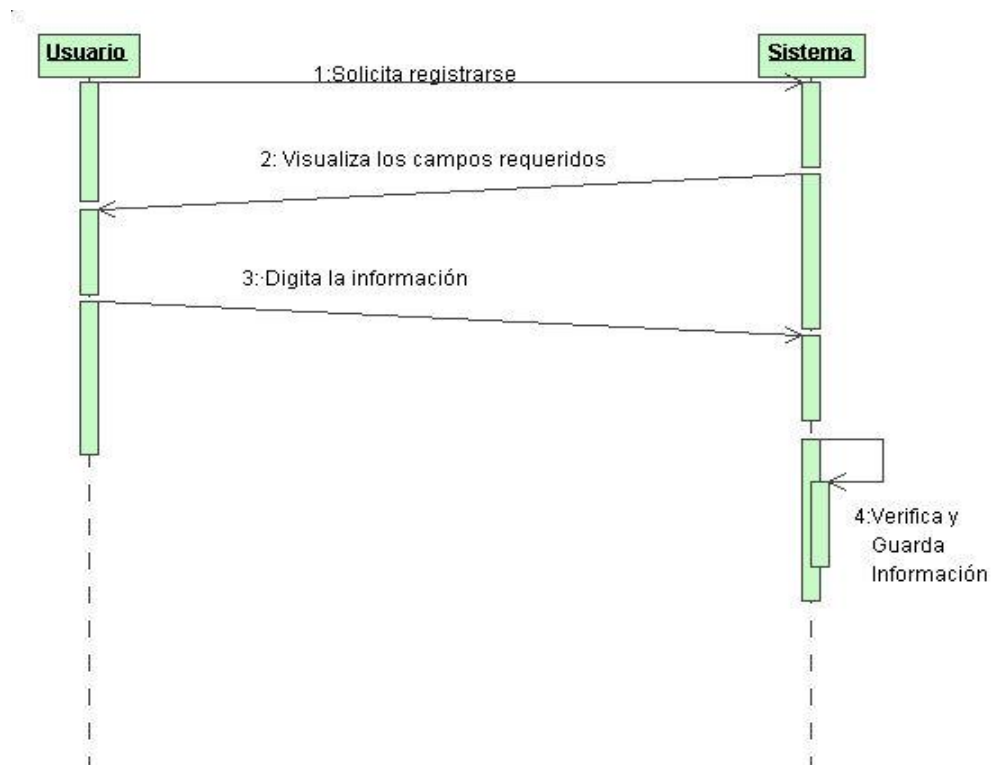 Usuario
Sistema
1:Solicita registrarse
2: Visualiza los campos requeridos
3:·Digita la información
4:Verifica y
Guarda
Información